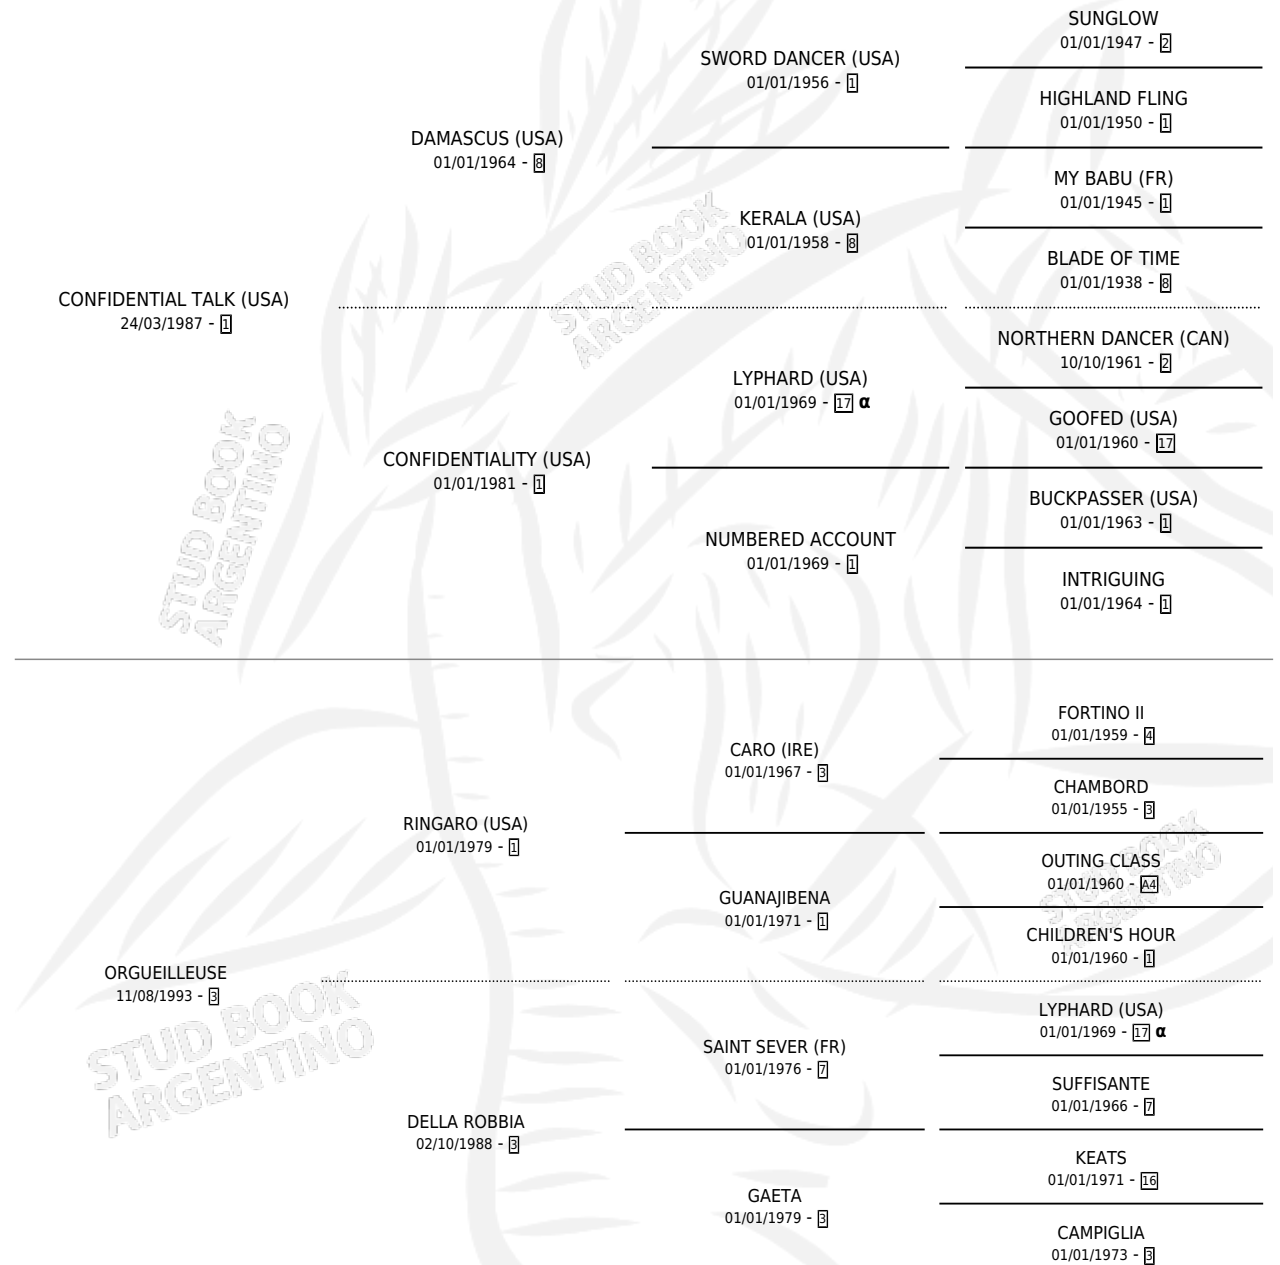 SUNGLOW
01/01/1947 - 2
SWORD DANCER (USA)
01/01/1956 - 1
HIGHLAND FLING
01/01/1950 - 1
DAMASCUS (USA)
01/01/1964 - 8
MY BABU (FR)
01/01/1945 - 1
KERALA (USA)
01/01/1958 - 8
BLADE OF TIME
01/01/1938 - 8
STUD BOOK
ARGENTINO
CONFIDENTIAL TALK (USA)
24/03/1987 - 1
NORTHERN DANCER (CAN)
10/10/1961 - 2
LYPHARD (USA)
01/01/1969 - 17 α
GOOFED (USA)
01/01/1960 - 17
CONFIDENTIALITY (USA)
01/01/1981 - 1
BUCKPASSER (USA)
01/01/1963 - 1
NUMBERED ACCOUNT
01/01/1969 - 1
INTRIGUING
01/01/1964 - 1
STUD BOOK
ARGENTINO
FORTINO II
01/01/1959 - 4
CARO (IRE)
01/01/1967 - 3
CHAMBORD
01/01/1955 - 3
RINGARO (USA)
01/01/1979 - 1
OUTING CLASS
01/01/1960 - A4
GUANAJIBENA
01/01/1971 - 1
CHILDREN'S HOUR
01/01/1960 - 1
STUD BOOK
ARGENTINO
ORGUEILLEUSE
11/08/1993 - 3
LYPHARD (USA)
01/01/1969 - 17 α
SAINT SEVER (FR)
01/01/1976 - 7
SUFFISANTE
01/01/1966 - 7
DELLA ROBBIA
02/10/1988 - 3
KEATS
01/01/1971 - 16
GAETA
01/01/1979 - 3
CAMPIGLIA
01/01/1973 - 3
STUD BOOK
ARGENTINO